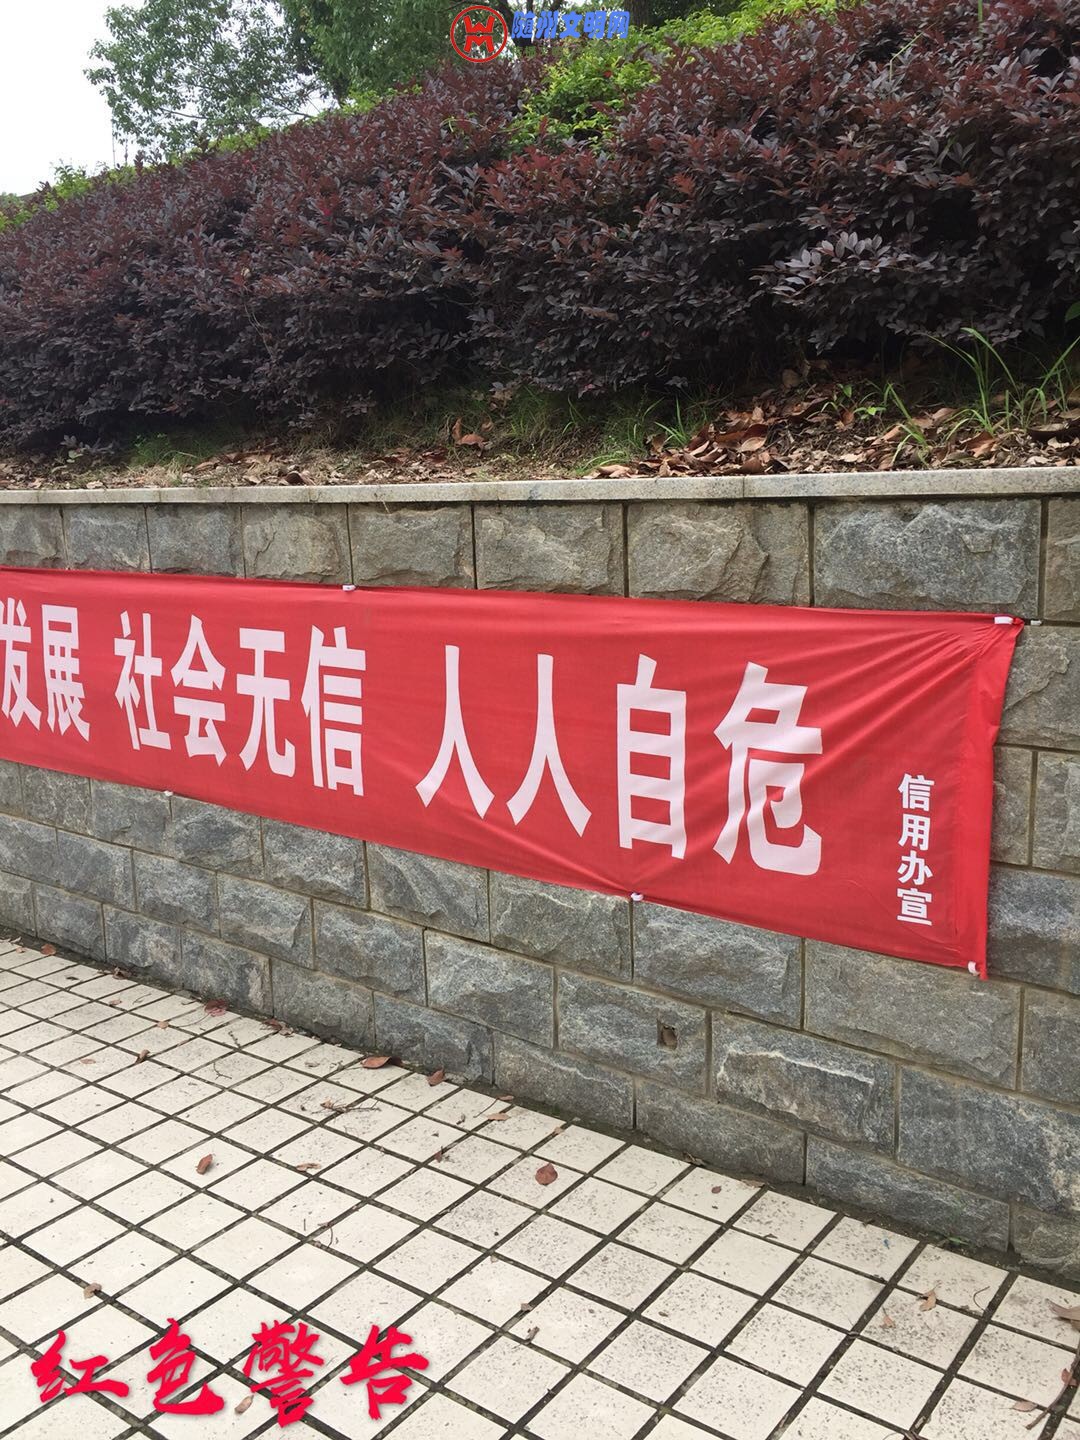 随州文明网
发展 社会无信 人人自危
信用办宣
红色警告